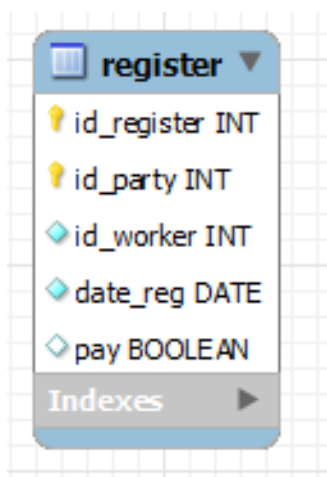 register
id_register INT
id_party INT
id_worker INT
date_reg DATE
pay BOOLEAN
Indexes